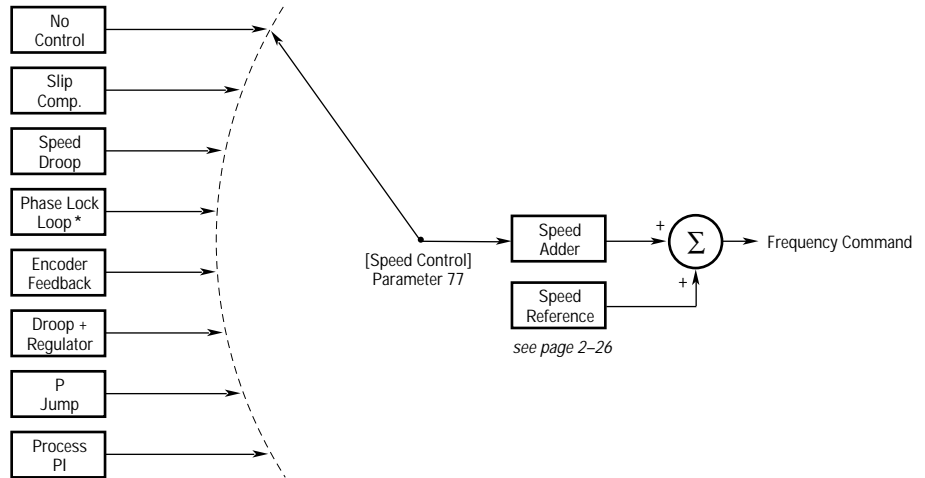 No
Control
Slip
Comp.
Speed
Droop
Phase Lock
Loop *
Encoder
Feedback
Droop +
Regulator
P
Jump
Process
PI
[Speed Control]
Parameter 77
Speed
Adder
Speed
Reference
see page 2–26
+
+
Σ
Frequency Command